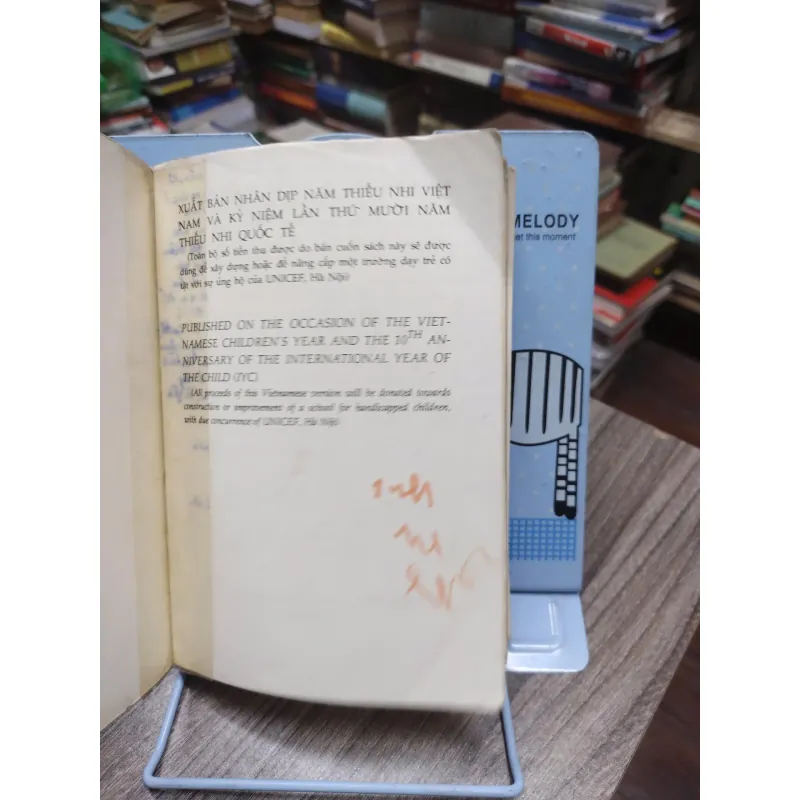 XUẤT BẢN NHÂN DỊP NĂM THIẾU NHI VIỆT
NAM VÀ KỶ NIỆM LẦN THỨ MƯỜI NĂM
THIẾU NHI QUỐC TẾ
(Toàn bộ số tiền thu được do bán cuốn sách này sẽ được
dùng để xây dựng hoặc để nâng cấp một trường dạy trẻ có
tật với sự ủng hộ của UNICEF, Hà Nội)
PUBLISHED ON THE OCCASION OF THE VIET-
NAMESE CHILDREN'S YEAR AND THE 10TH AN-
NIVERSARY OF THE INTERNATIONAL YEAR OF
THE CHILD (IYC)
(All proceeds of this Vietnamese version will be donated towards
construction or improvement of a school for handicapped children,
with due concurrence of UNICEF, Hà Nội)
MELODY
at this moment